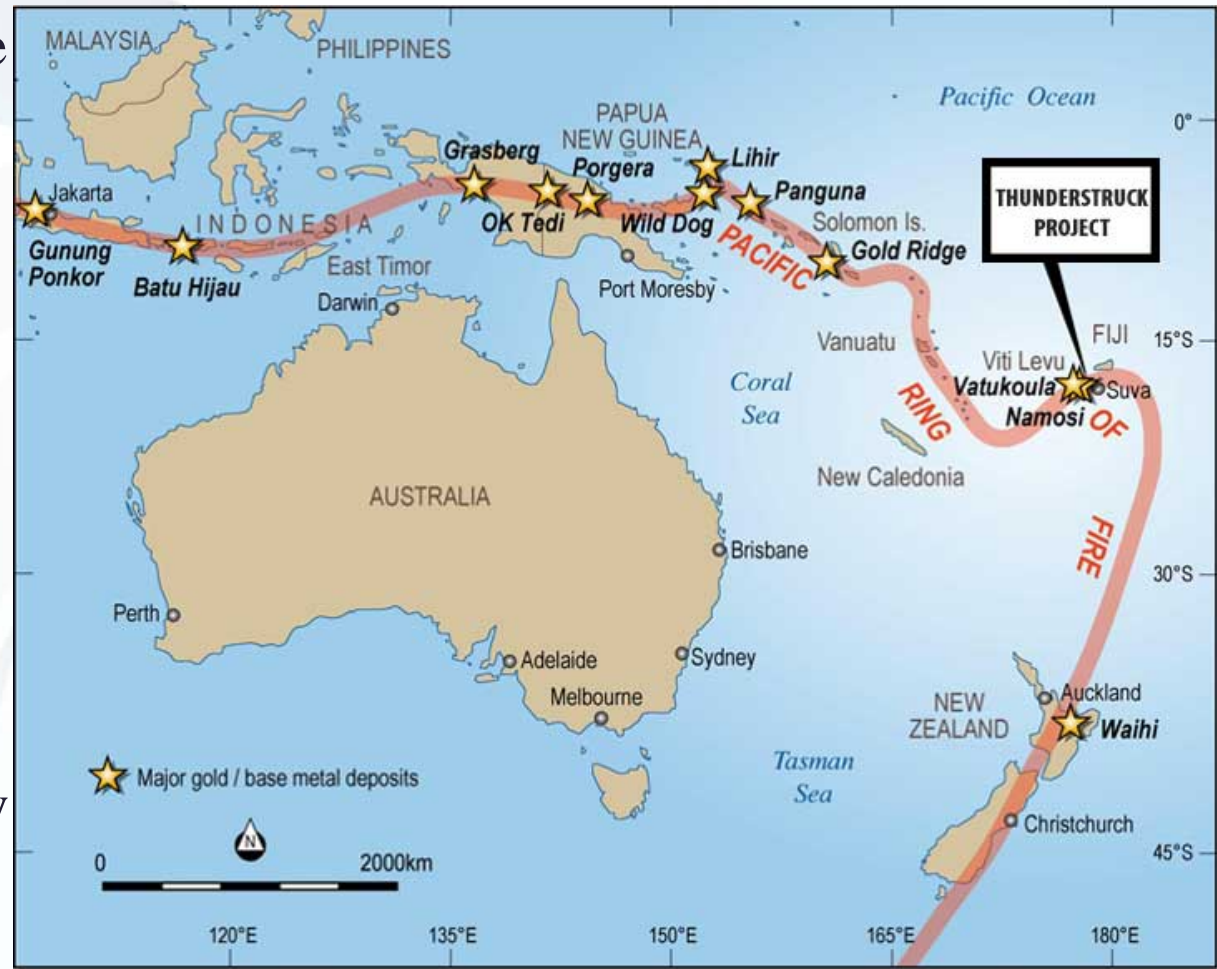 e
MALAYSIA
PHILIPPINES
Pacific Ocean
0°
PAPUA
NEW GUINEA
Grasberg
Porgera
Lihir
THUNDERSTRUCK
PROJECT
Jakarta
INDONESIA
OK Tedi
Wild Dog
Panguna
Solomon Is.
Gold Ridge
Gunung
Ponkor
Batu Hijau
East Timor
Darwin
Port Moresby
PACIFIC
Vanuatu
FIJI
15°S
Viti Levu
Coral
Sea
Vatukoula
Suva
Namosi
RING
OF
New Caledonia
AUSTRALIA
FIRE
Brisbane
30°S
Perth
Adelaide
Sydney
Melbourne
NEW
ZEALAND
Auckland
Waihi
Tasman
Sea
Major gold / base metal deposits
y
N
Christchurch
0 2000km
45°S
120°E 135°E 150°E 165°E 180°E